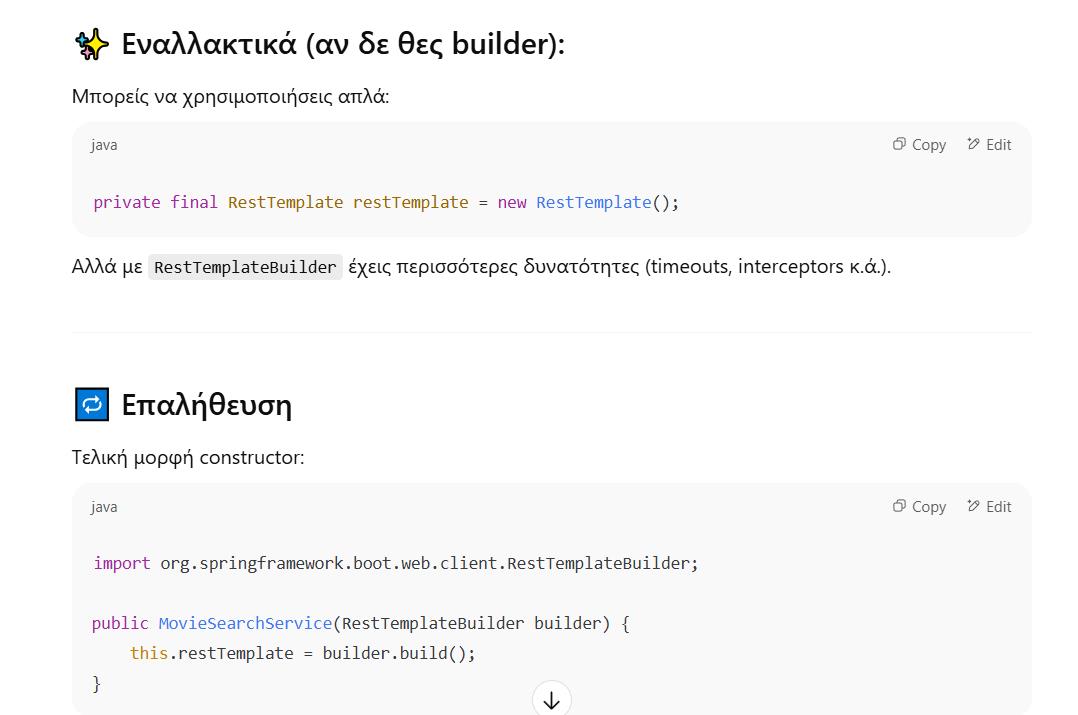 ✨ Εναλλακτικά (αν δε θες builder):
Μπορείς να χρησιμοποιήσεις απλά:
java
Copy
Edit
private final RestTemplate restTemplate = new RestTemplate();
Αλλά με RestTemplateBuilder έχεις περισσότερες δυνατότητες (timeouts, interceptors κ.ά.).
🔁 Επαλήθευση
Τελική μορφή constructor:
java
Copy
Edit
import org.springframework.boot.web.client.RestTemplateBuilder;
public MovieSearchService(RestTemplateBuilder builder) {
    this.restTemplate = builder.build();
}